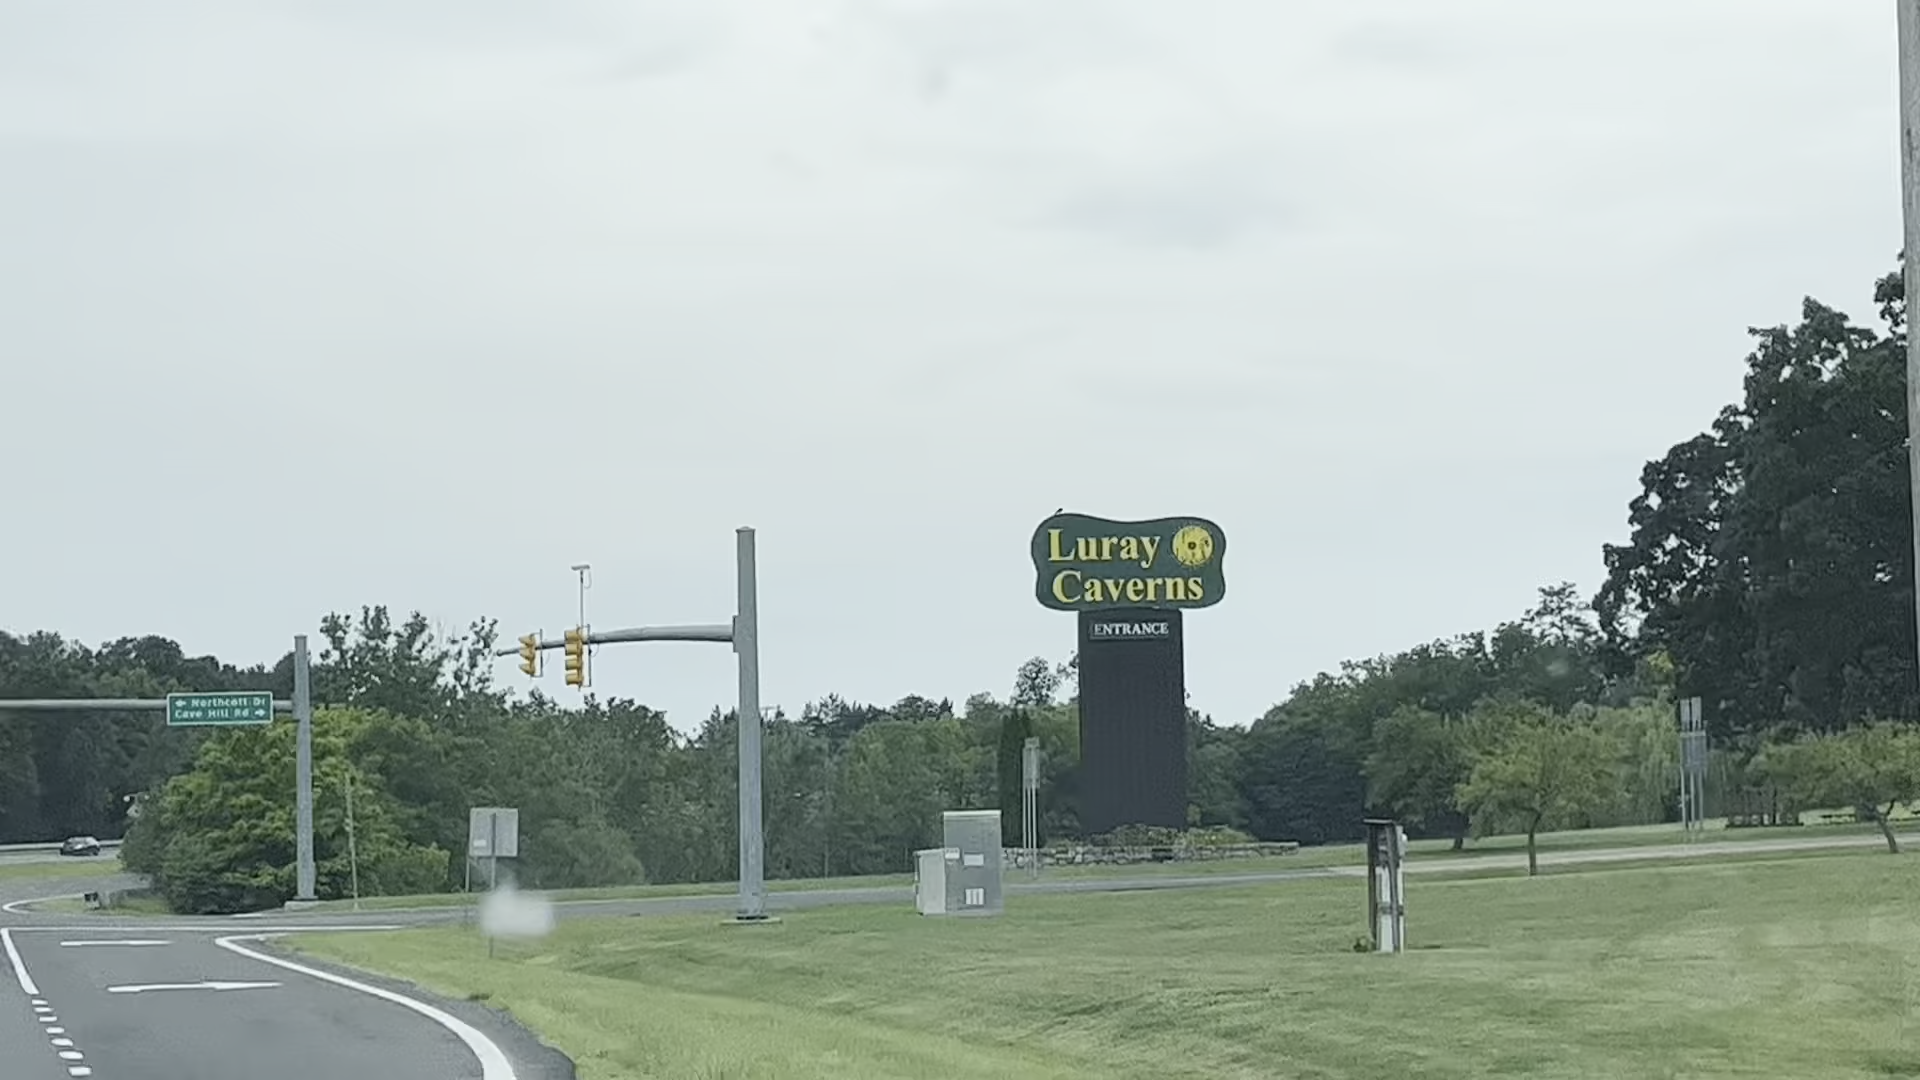 Luray
Caverns
ENTRANCE
← Northcott Dr
Cave Hill Rd →